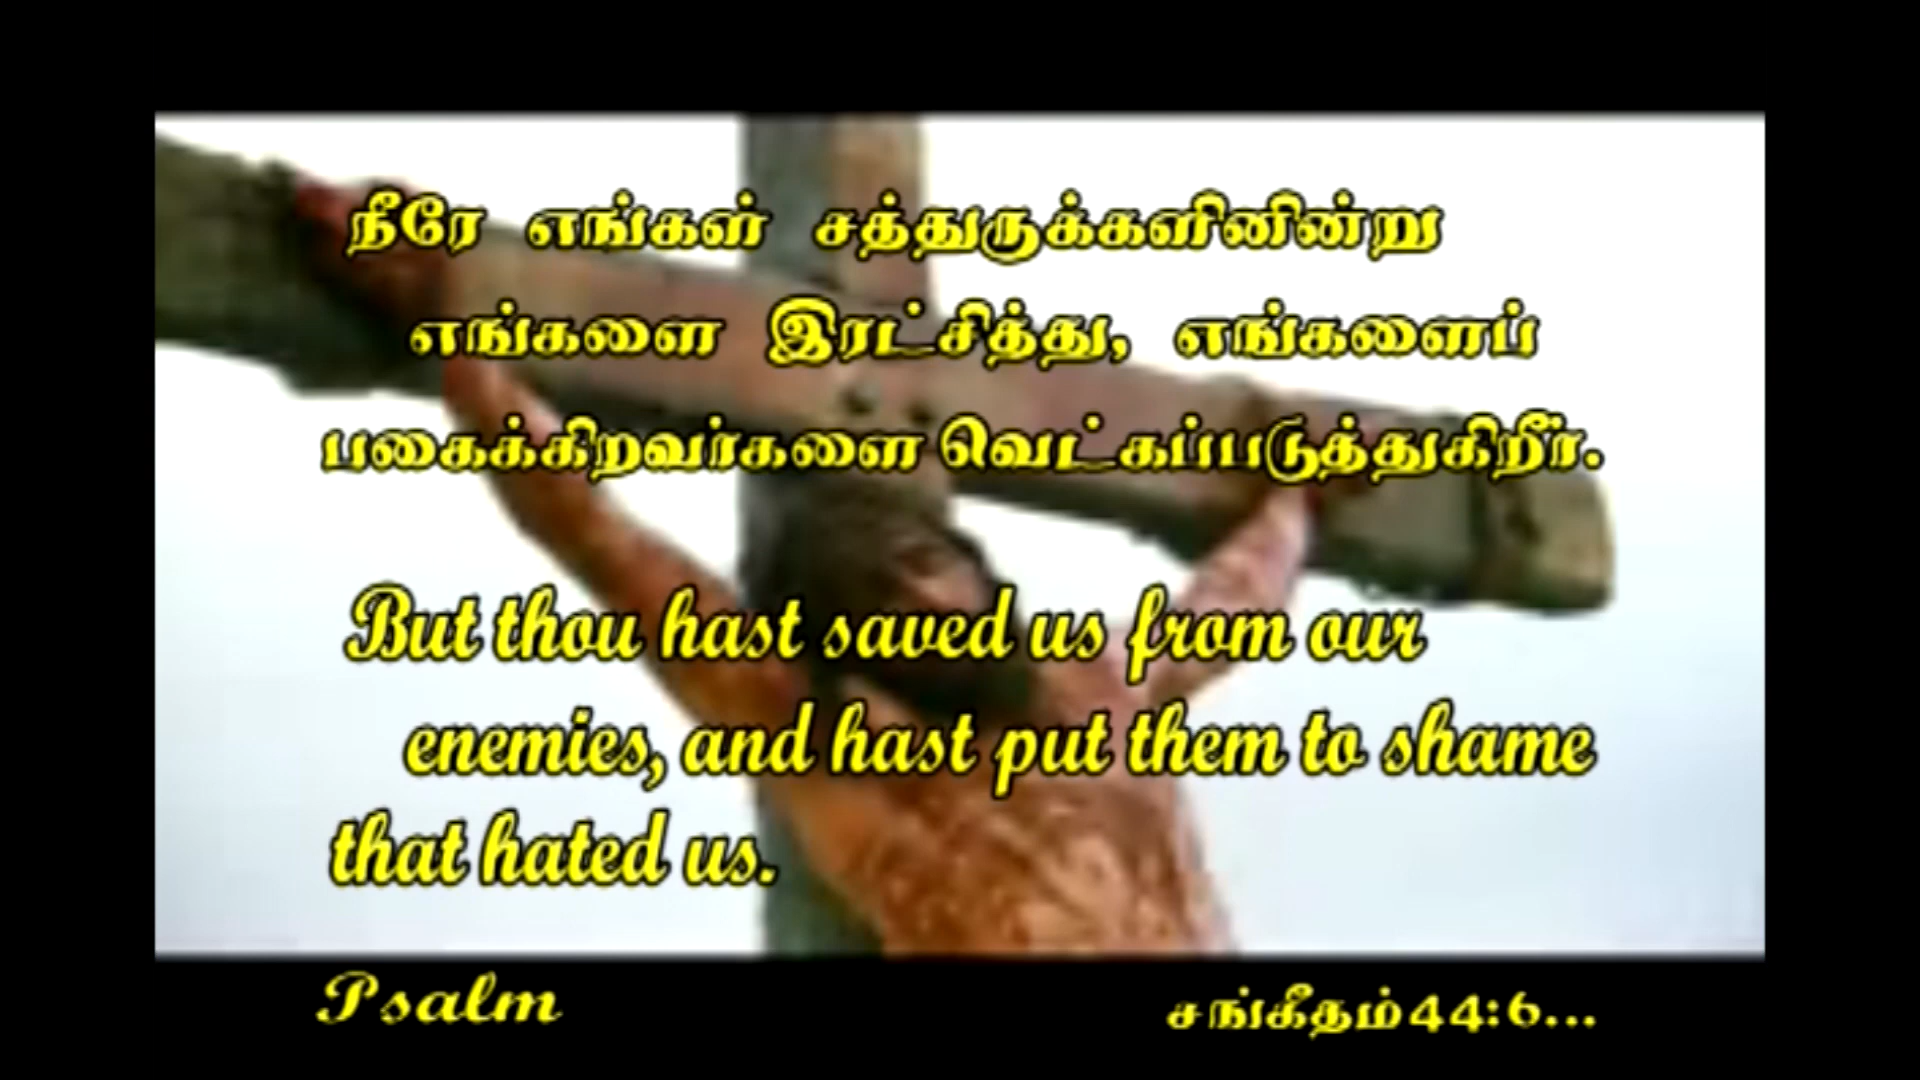 நீரே எங்கள் சத்துருக்களினின்று
எங்களை இரட்சித்து, எங்களைப்
பகைக்கிறவர்களை வெட்கப்படுத்துகிறீர்.
But thou hast saved us from our
enemies, and hast put them to shame
that hated us.
Psalm சங்கீதம் 44:6...